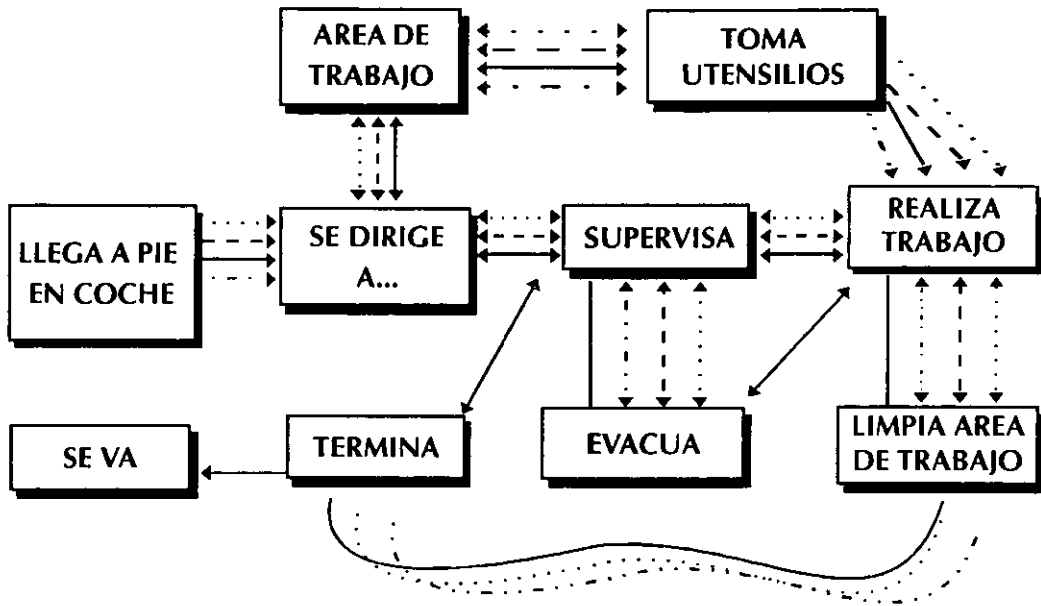 AREA DE
TRABAJO
TOMA
UTENSILIOS
LLEGA A PIE
EN COCHE
SE DIRIGE
A...
SUPERVISA
REALIZA
TRABAJO
SE VA
TERMINA
EVACUA
LIMPIA AREA
DE TRABAJO